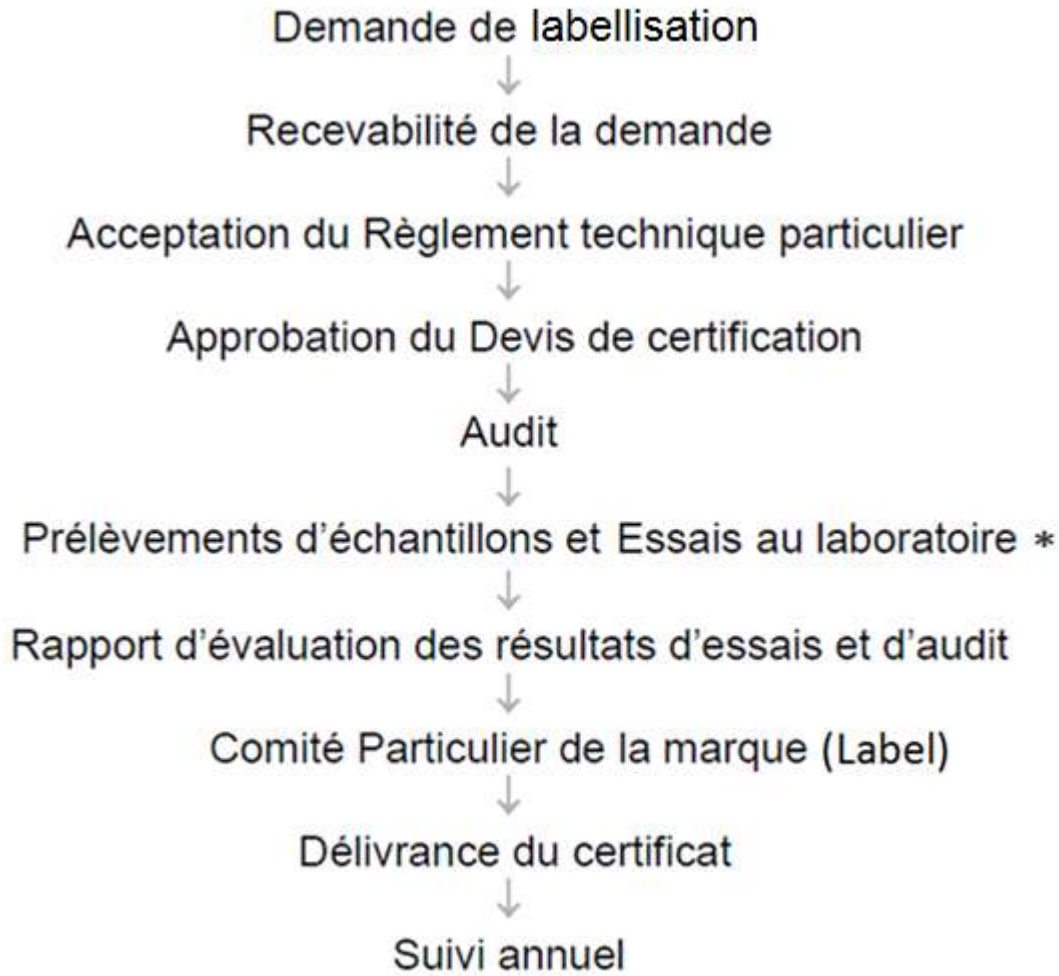 Demande de labellisation
Recevabilité de la demande
Acceptation du Règlement technique particulier
Approbation du Devis de certification
Audit
Prélèvements d’échantillons et Essais au laboratoire *
Rapport d’évaluation des résultats d’essais et d’audit
Comité Particulier de la marque (Label)
Délivrance du certificat
Suivi annuel